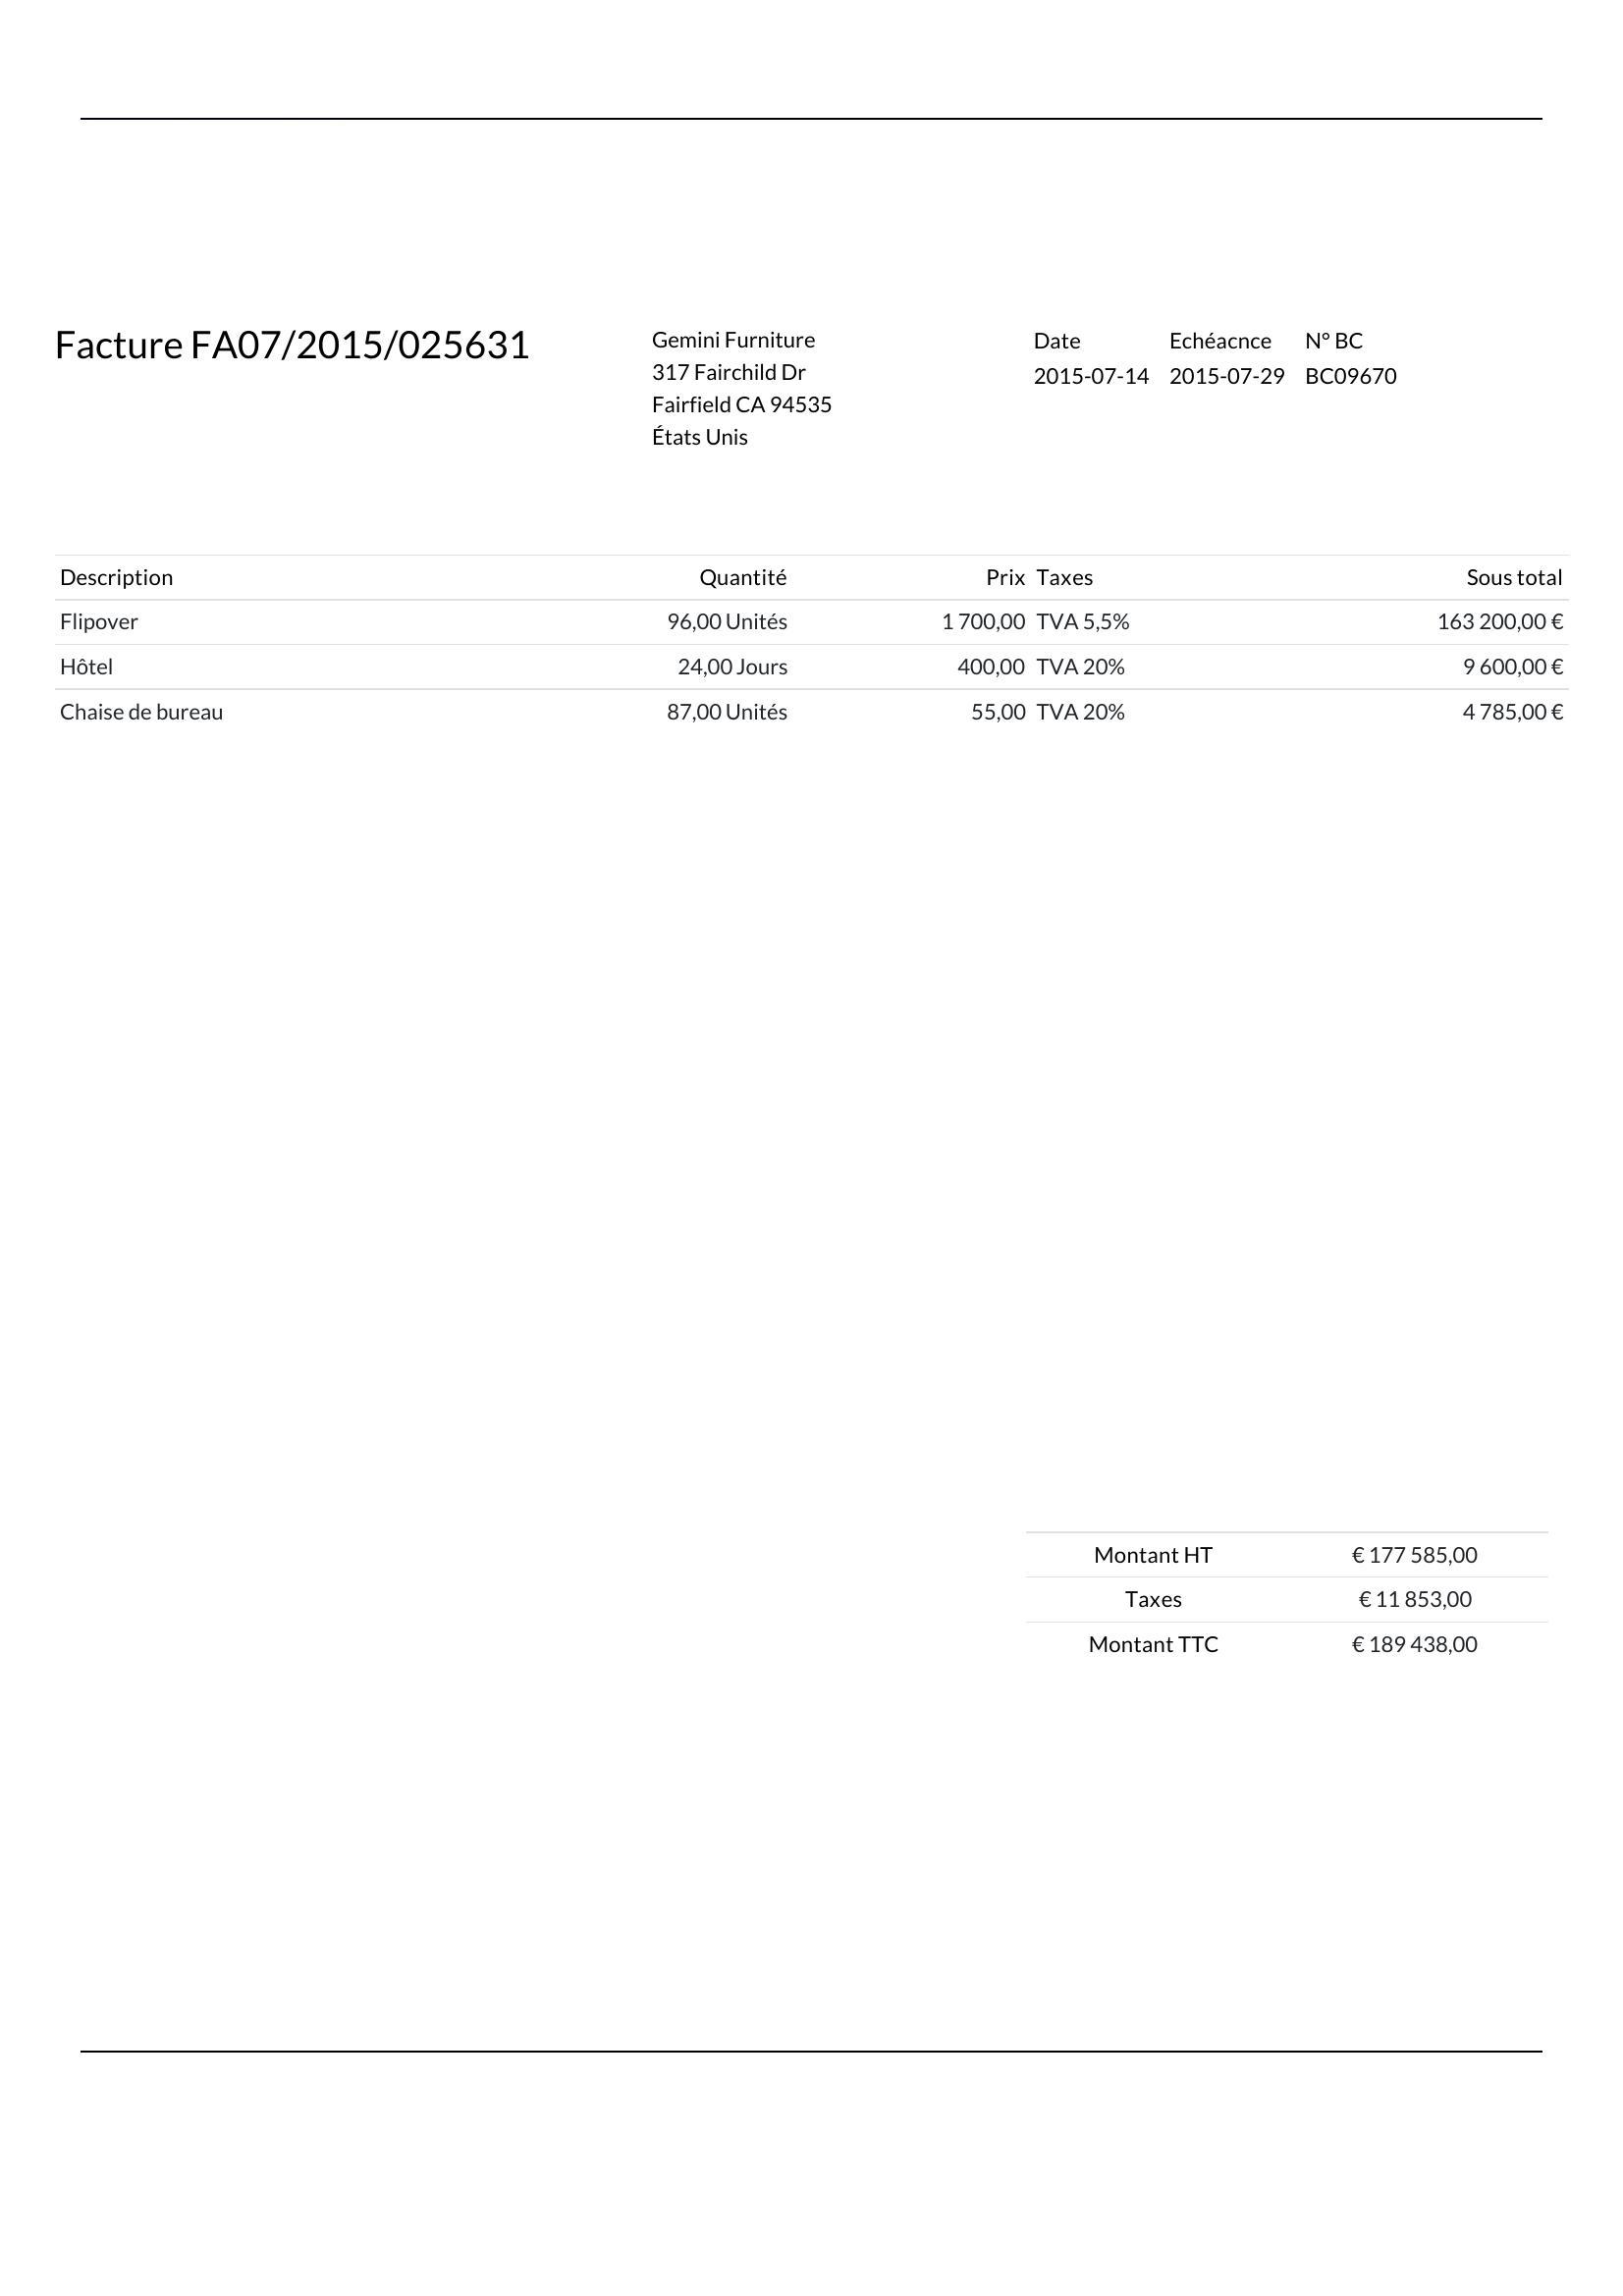 Facture FA07/2015/025631
Gemini Furniture
317 Fairchild Dr
Fairfield CA 94535
États Unis
Date Echéacnce N° BC
2015-07-14 2015-07-29 BC09670
Description Quantité Prix Taxes Sous total
Flipover 96,00 Unités 1 700,00 TVA 5,5% 163 200,00 €
Hôtel 24,00 Jours 400,00 TVA 20% 9 600,00 €
Chaise de bureau 87,00 Unités 55,00 TVA 20% 4 785,00 €
Montant HT € 177 585,00
Taxes € 11 853,00
Montant TTC € 189 438,00